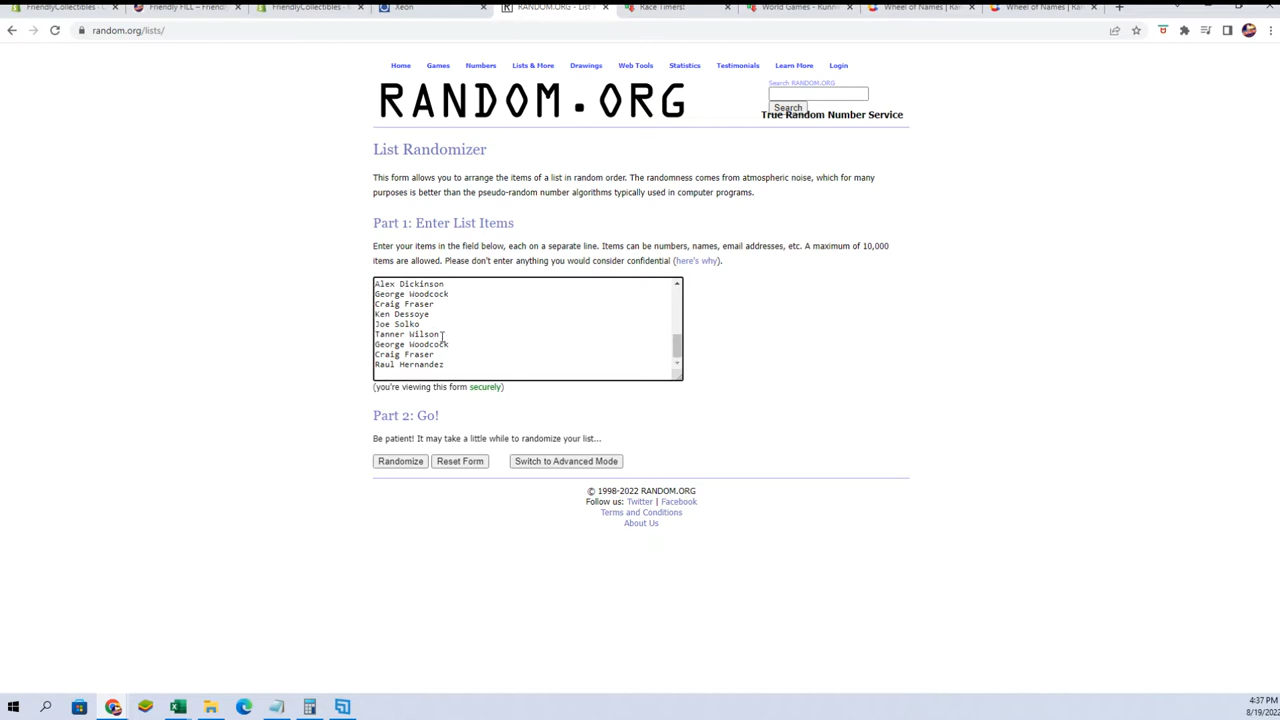 FriendlyCollectibles
Friendly FILL – Friend
FriendlyCollectibles
Xeon
RANDOM.ORG - List
Race Timers!
World Games - Runn
Wheel of Names | Ra
Wheel of Names | Ra
random.org/lists/
Home Games Numbers Lists & More Drawings Web Tools Statistics Testimonials Learn More Login
Search RANDOM.ORG
RANDOM.ORG
Search
True Random Number Service
List Randomizer
This form allows you to arrange the items of a list in random order. The randomness comes from atmospheric noise, which for many
purposes is better than the pseudo-random number algorithms typically used in computer programs.
Part 1: Enter List Items
Enter your items in the field below, each on a separate line. Items can be numbers, names, email addresses, etc. A maximum of 10,000
items are allowed. Please don't enter anything you would consider confidential (here's why).
Alex Dickinson
George Woodcock
Craig Fraser
Ken Dessoye
Joe Solko
Tanner Wilson
George Woodcock
Craig Fraser
Raul Hernandez
(you're viewing this form securely)
Part 2: Go!
Be patient! It may take a little while to randomize your list...
Randomize Reset Form Switch to Advanced Mode
© 1998-2022 RANDOM.ORG
Follow us: Twitter | Facebook
Terms and Conditions
About Us
4:37 PM
8/19/2022